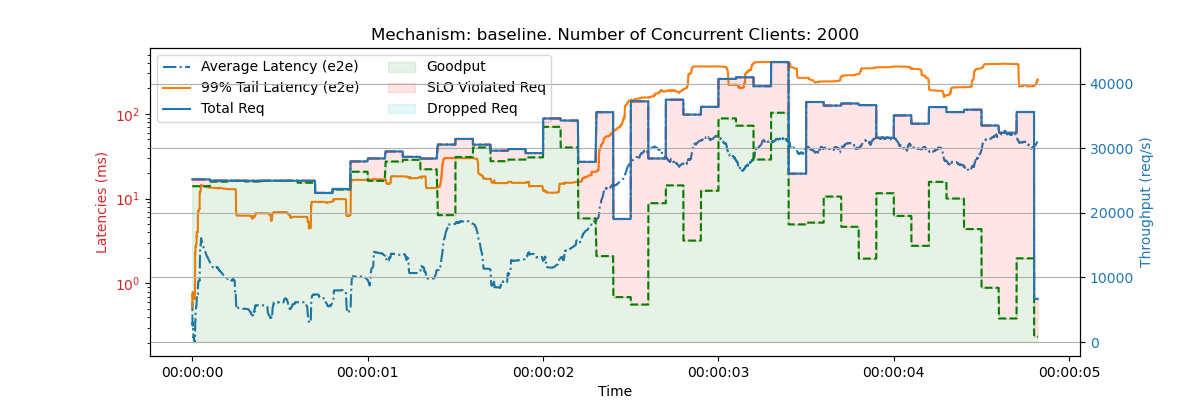 Mechanism: baseline. Number of Concurrent Clients: 2000
Average Latency (e2e)
99% Tail Latency (e2e)
Total Req
Goodput
SLO Violated Req
Dropped Req
Latencies (ms)
10²
10¹
10⁰
40000
30000
20000
10000
0
Throughput (req/s)
00:00:00 00:00:01 00:00:02 00:00:03 00:00:04 00:00:05
Time